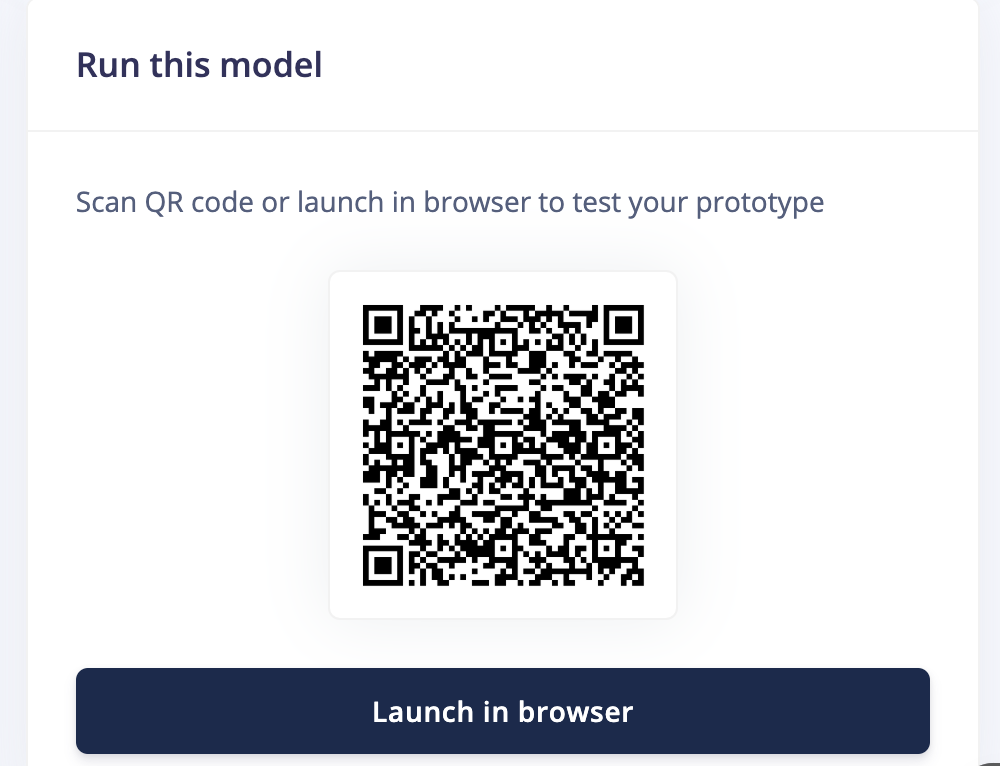 Run this model
Scan QR code or launch in browser to test your prototype
Launch in browser